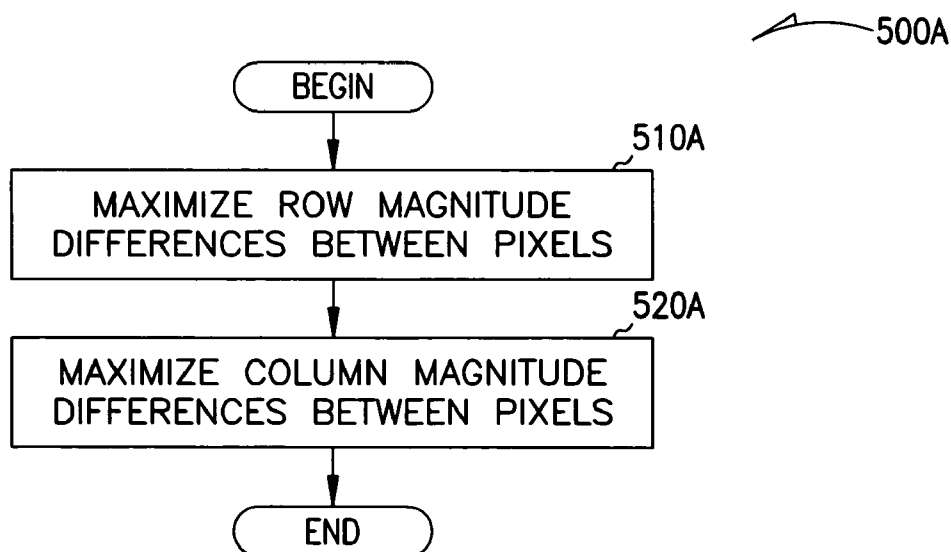 500A
BEGIN
510A
MAXIMIZE ROW MAGNITUDE
DIFFERENCES BETWEEN PIXELS
520A
MAXIMIZE COLUMN MAGNITUDE
DIFFERENCES BETWEEN PIXELS
END